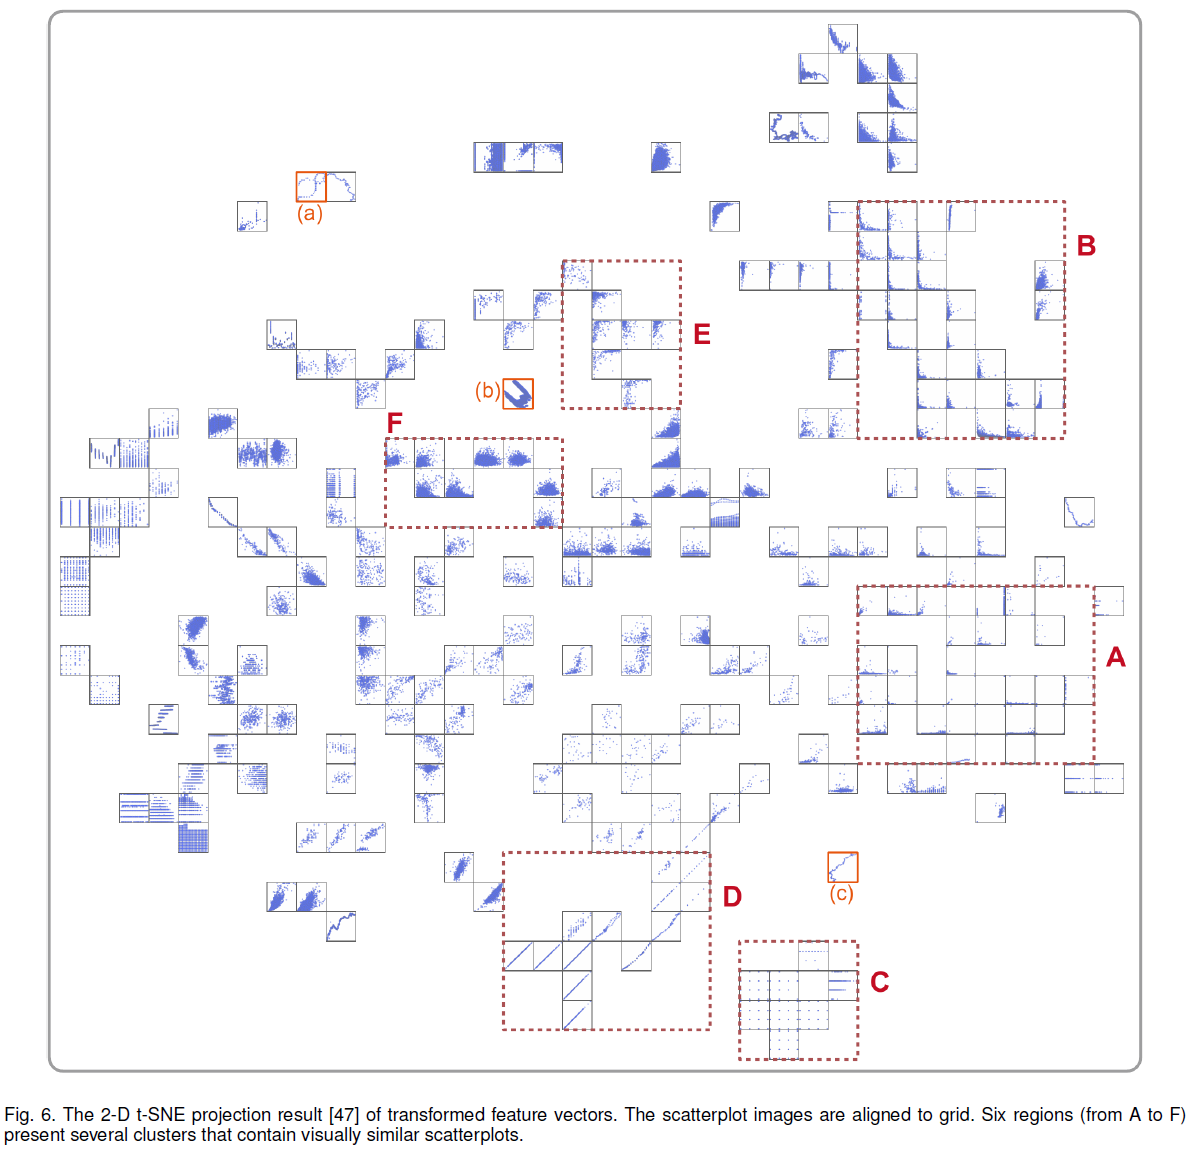 (a)
B
E
(b)
F
A
D
(c)
C
Fig. 6. The 2-D t-SNE projection result [47] of transformed feature vectors. The scatterplot images are aligned to grid. Six regions (from A to F)
present several clusters that contain visually similar scatterplots.